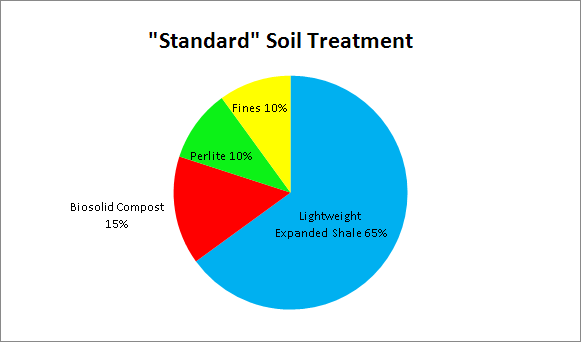 "Standard" Soil Treatment
Fines 10%
Perlite 10%
Biosolid Compost
15%
Lightweight
Expanded Shale 65%